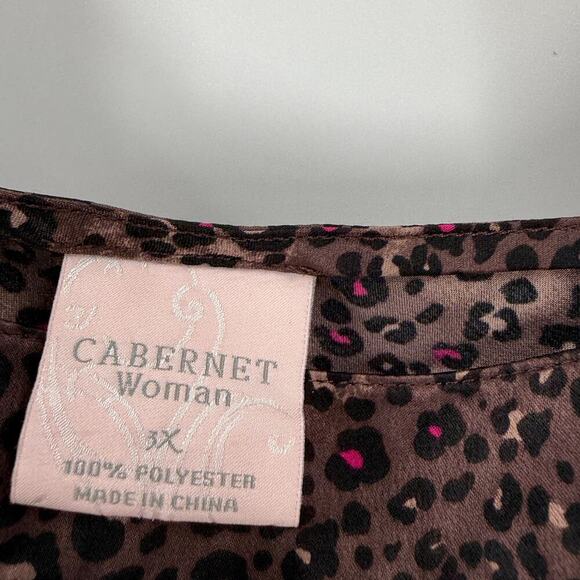 CABERNET
Woman
3X
100% POLYESTER
MADE IN CHINA